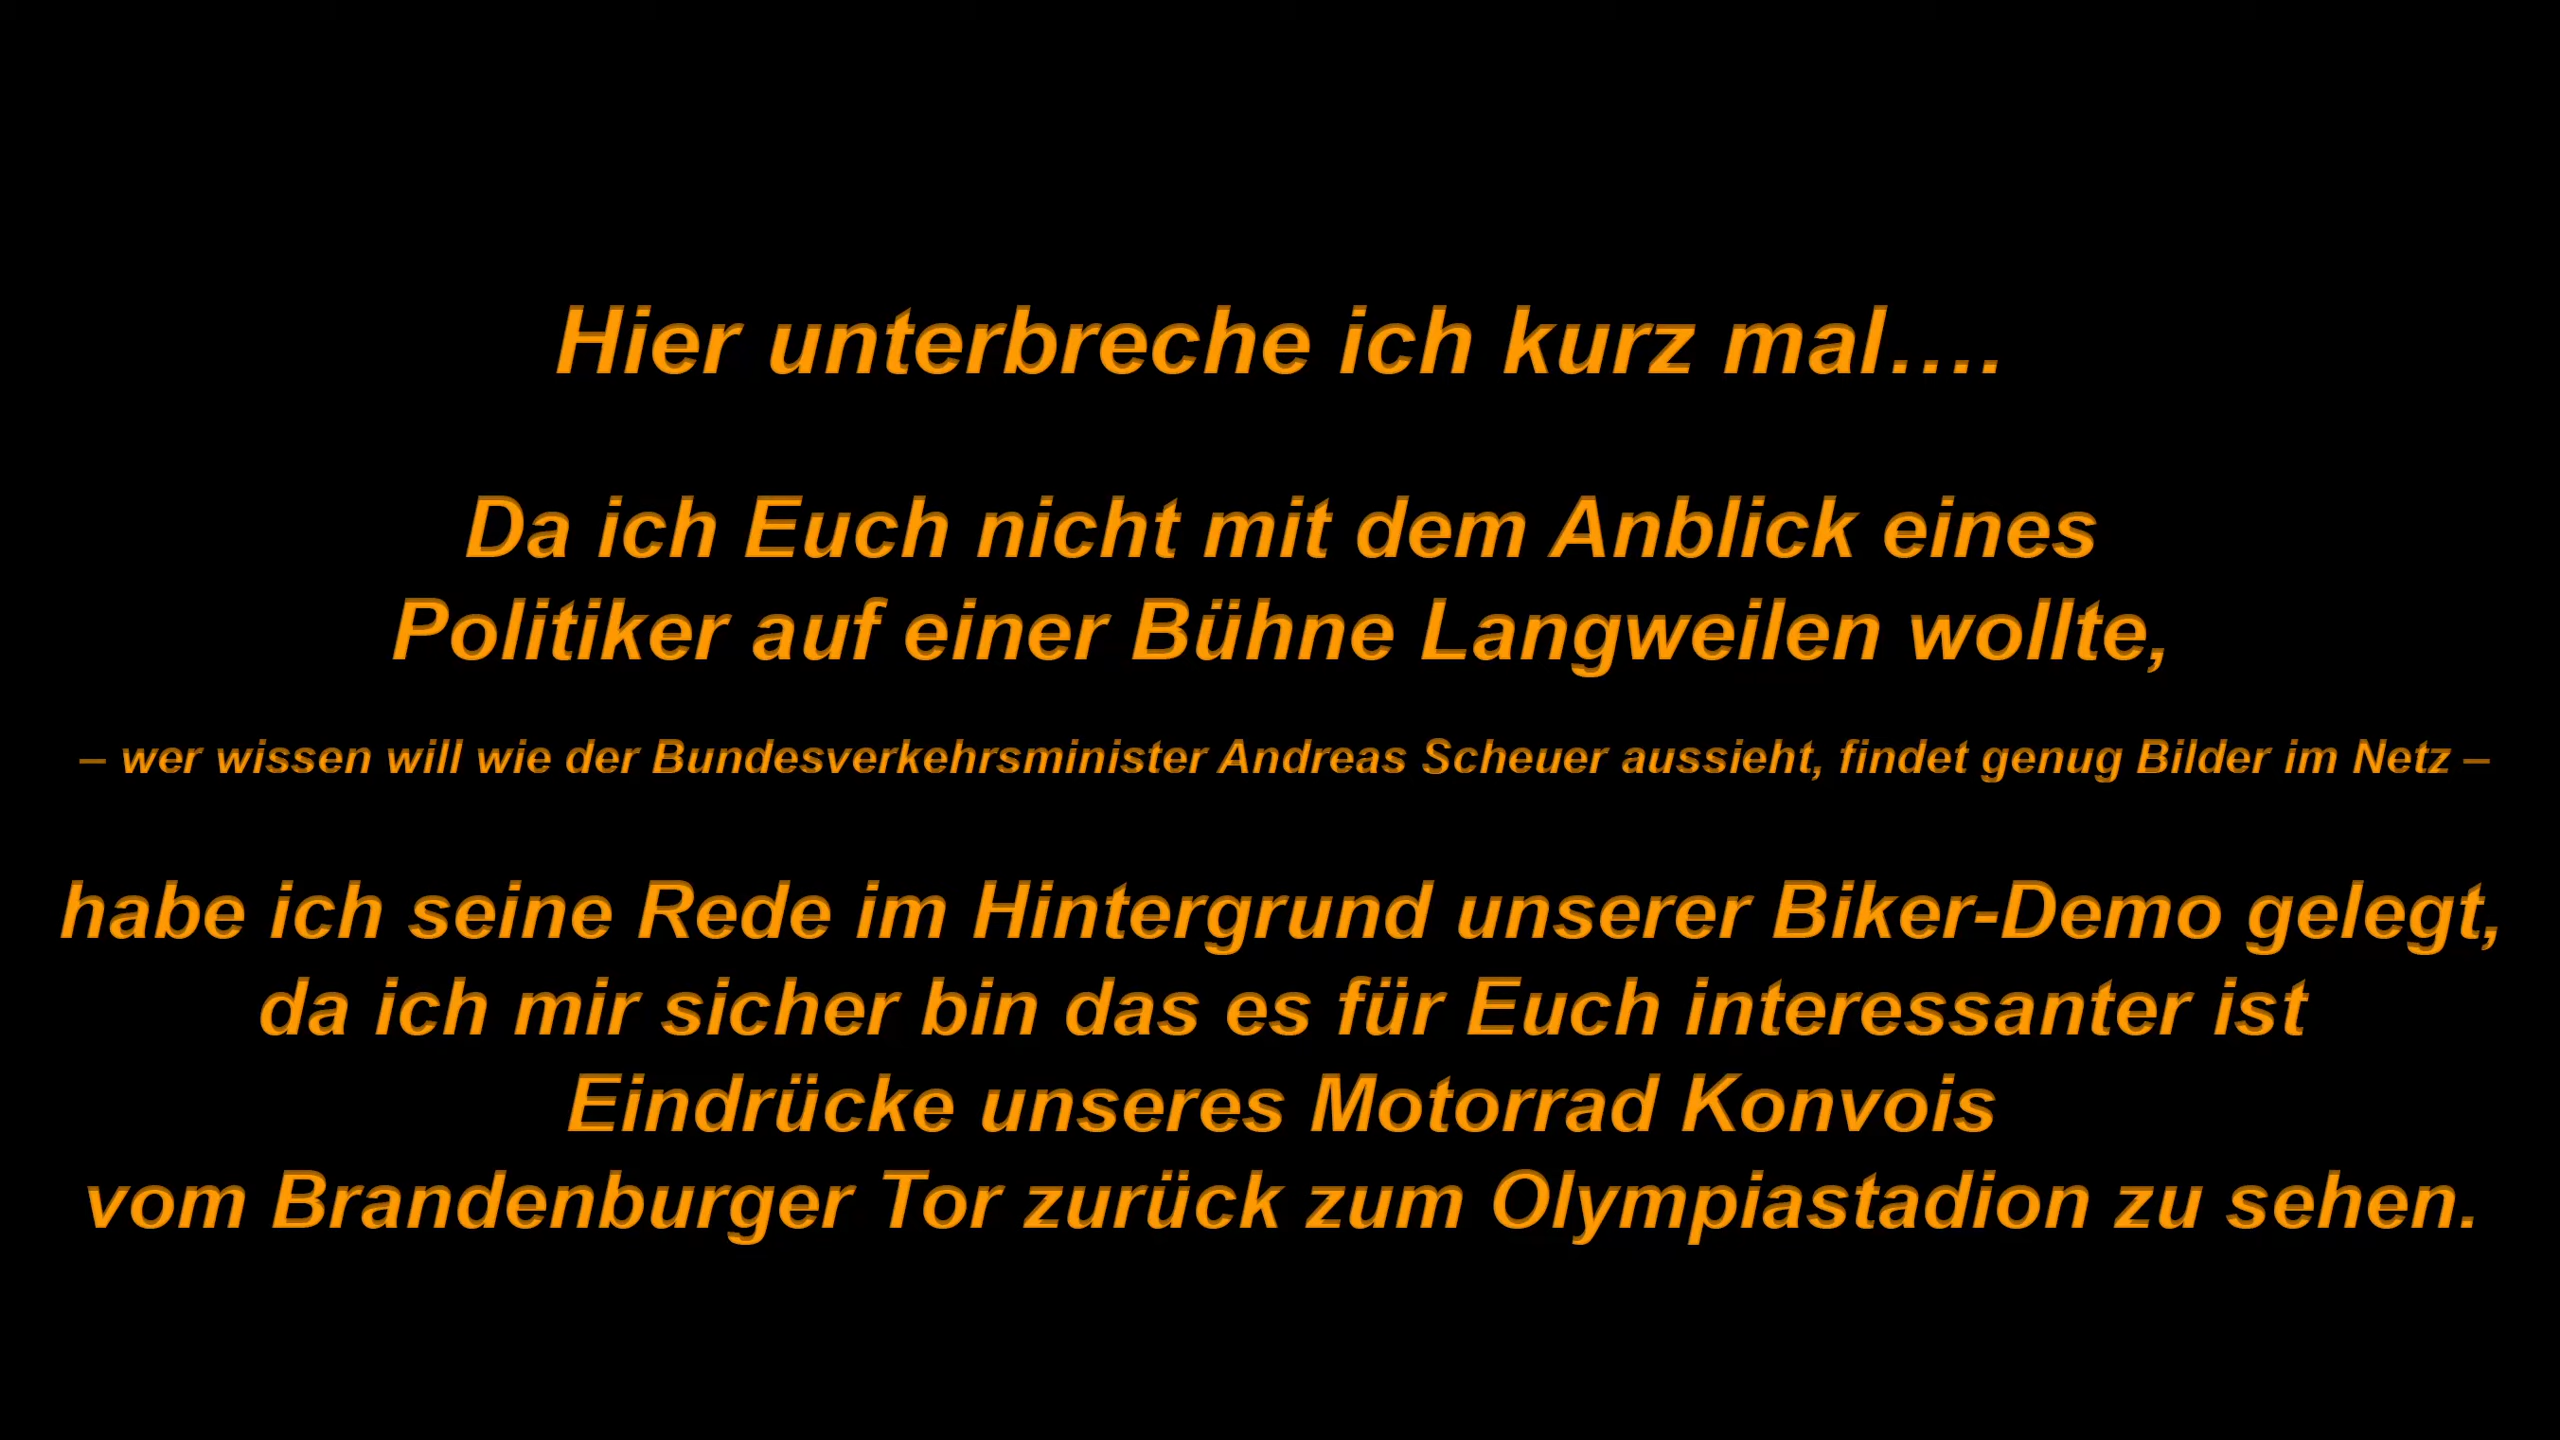 Hier unterbreche ich kurz mal....
Da ich Euch nicht mit dem Anblick eines
Politiker auf einer Bühne Langweilen wollte,
– wer wissen will wie der Bundesverkehrsminister Andreas Scheuer aussieht, findet genug Bilder im Netz –
habe ich seine Rede im Hintergrund unserer Biker-Demo gelegt,
da ich mir sicher bin das es für Euch interessanter ist
Eindrücke unseres Motorrad Konvois
vom Brandenburger Tor zurück zum Olympiastadion zu sehen.